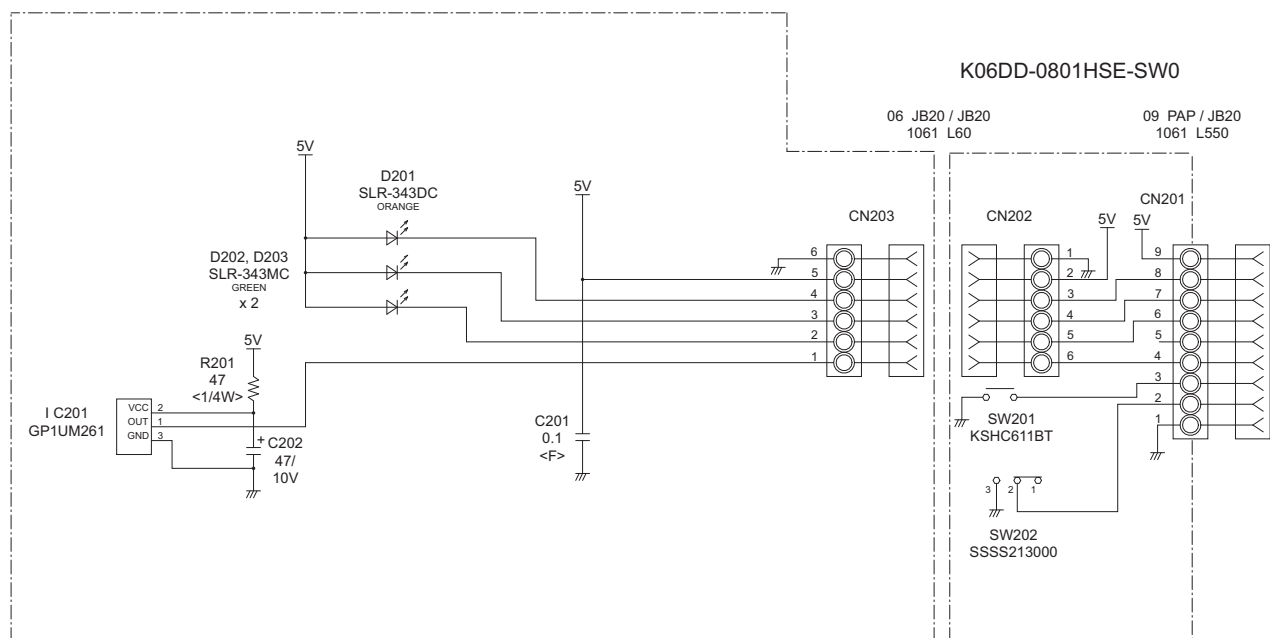 K06DD-0801HSE-SW0
06 JB20 / JB20
1061 L60
09 PAP / JB20
1061 L550
5V
D201
SLR-343DC
ORANGE
5V
D202, D203
SLR-343MC
GREEN
x 2
CN203
CN202
CN201
5V
5V
6
5
4
3
2
1
1
2
3
4
5
6
9
8
7
6
5
4
3
2
1
5V
R201
47
<1/4W>
I C201
GP1UM261
VCC
OUT
GND
2
1
3
+
C202
47/
10V
C201
0.1
<F>
SW201
KSHC611BT
3
2
1
SW202
SSSS213000